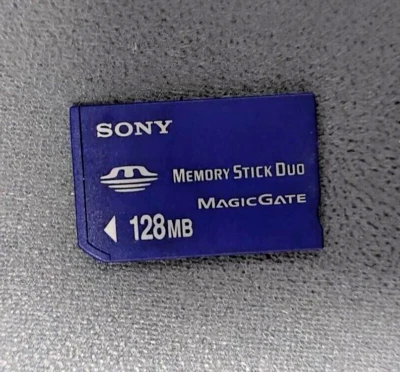 SONY
MEMORY STICK DUO
MAGICGATE
128MB